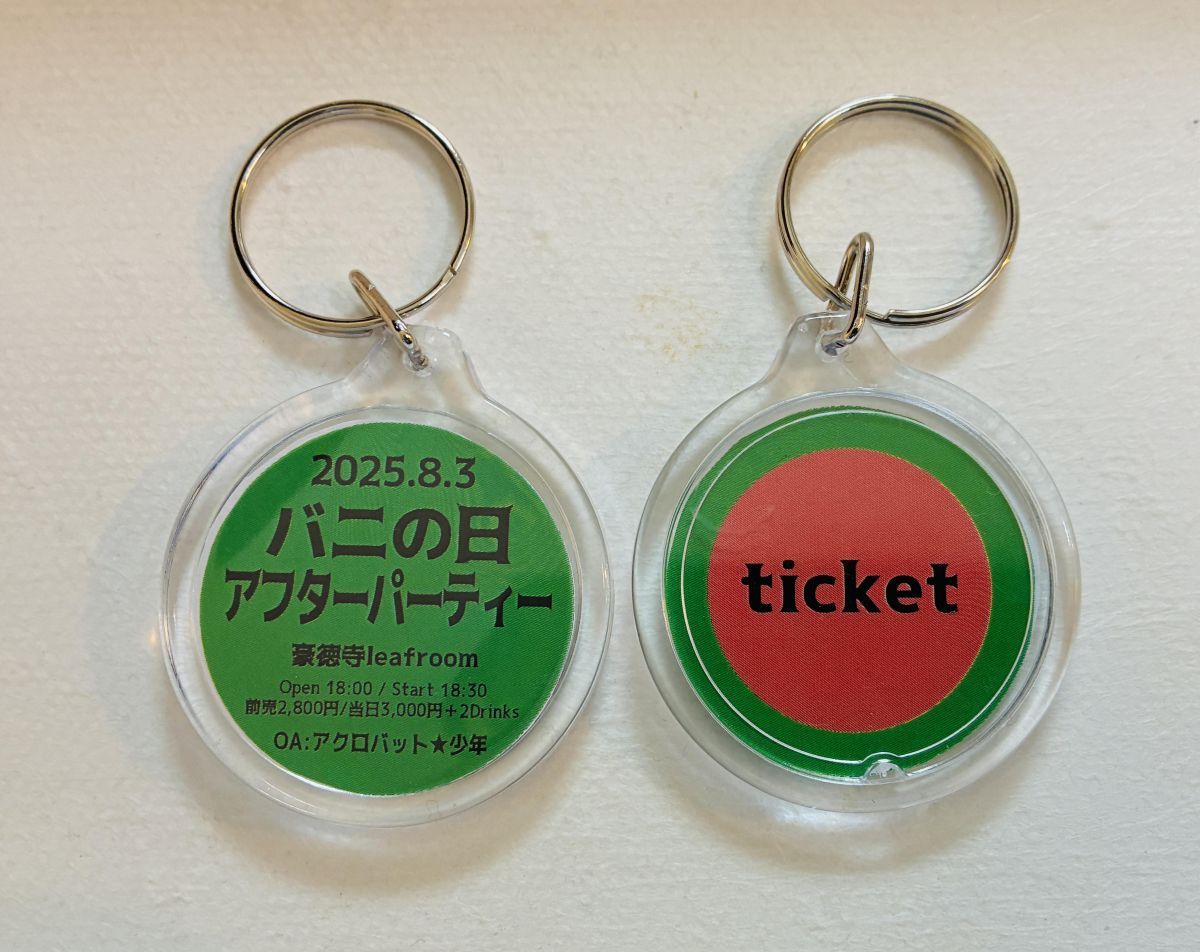 2025.8.3
バニの日
アフターパーティー
豪徳寺leafroom
Open 18:00 / Start 18:30
前売2,800円/当日3,000円+2Drinks
OA:アクロバット★少年
ticket